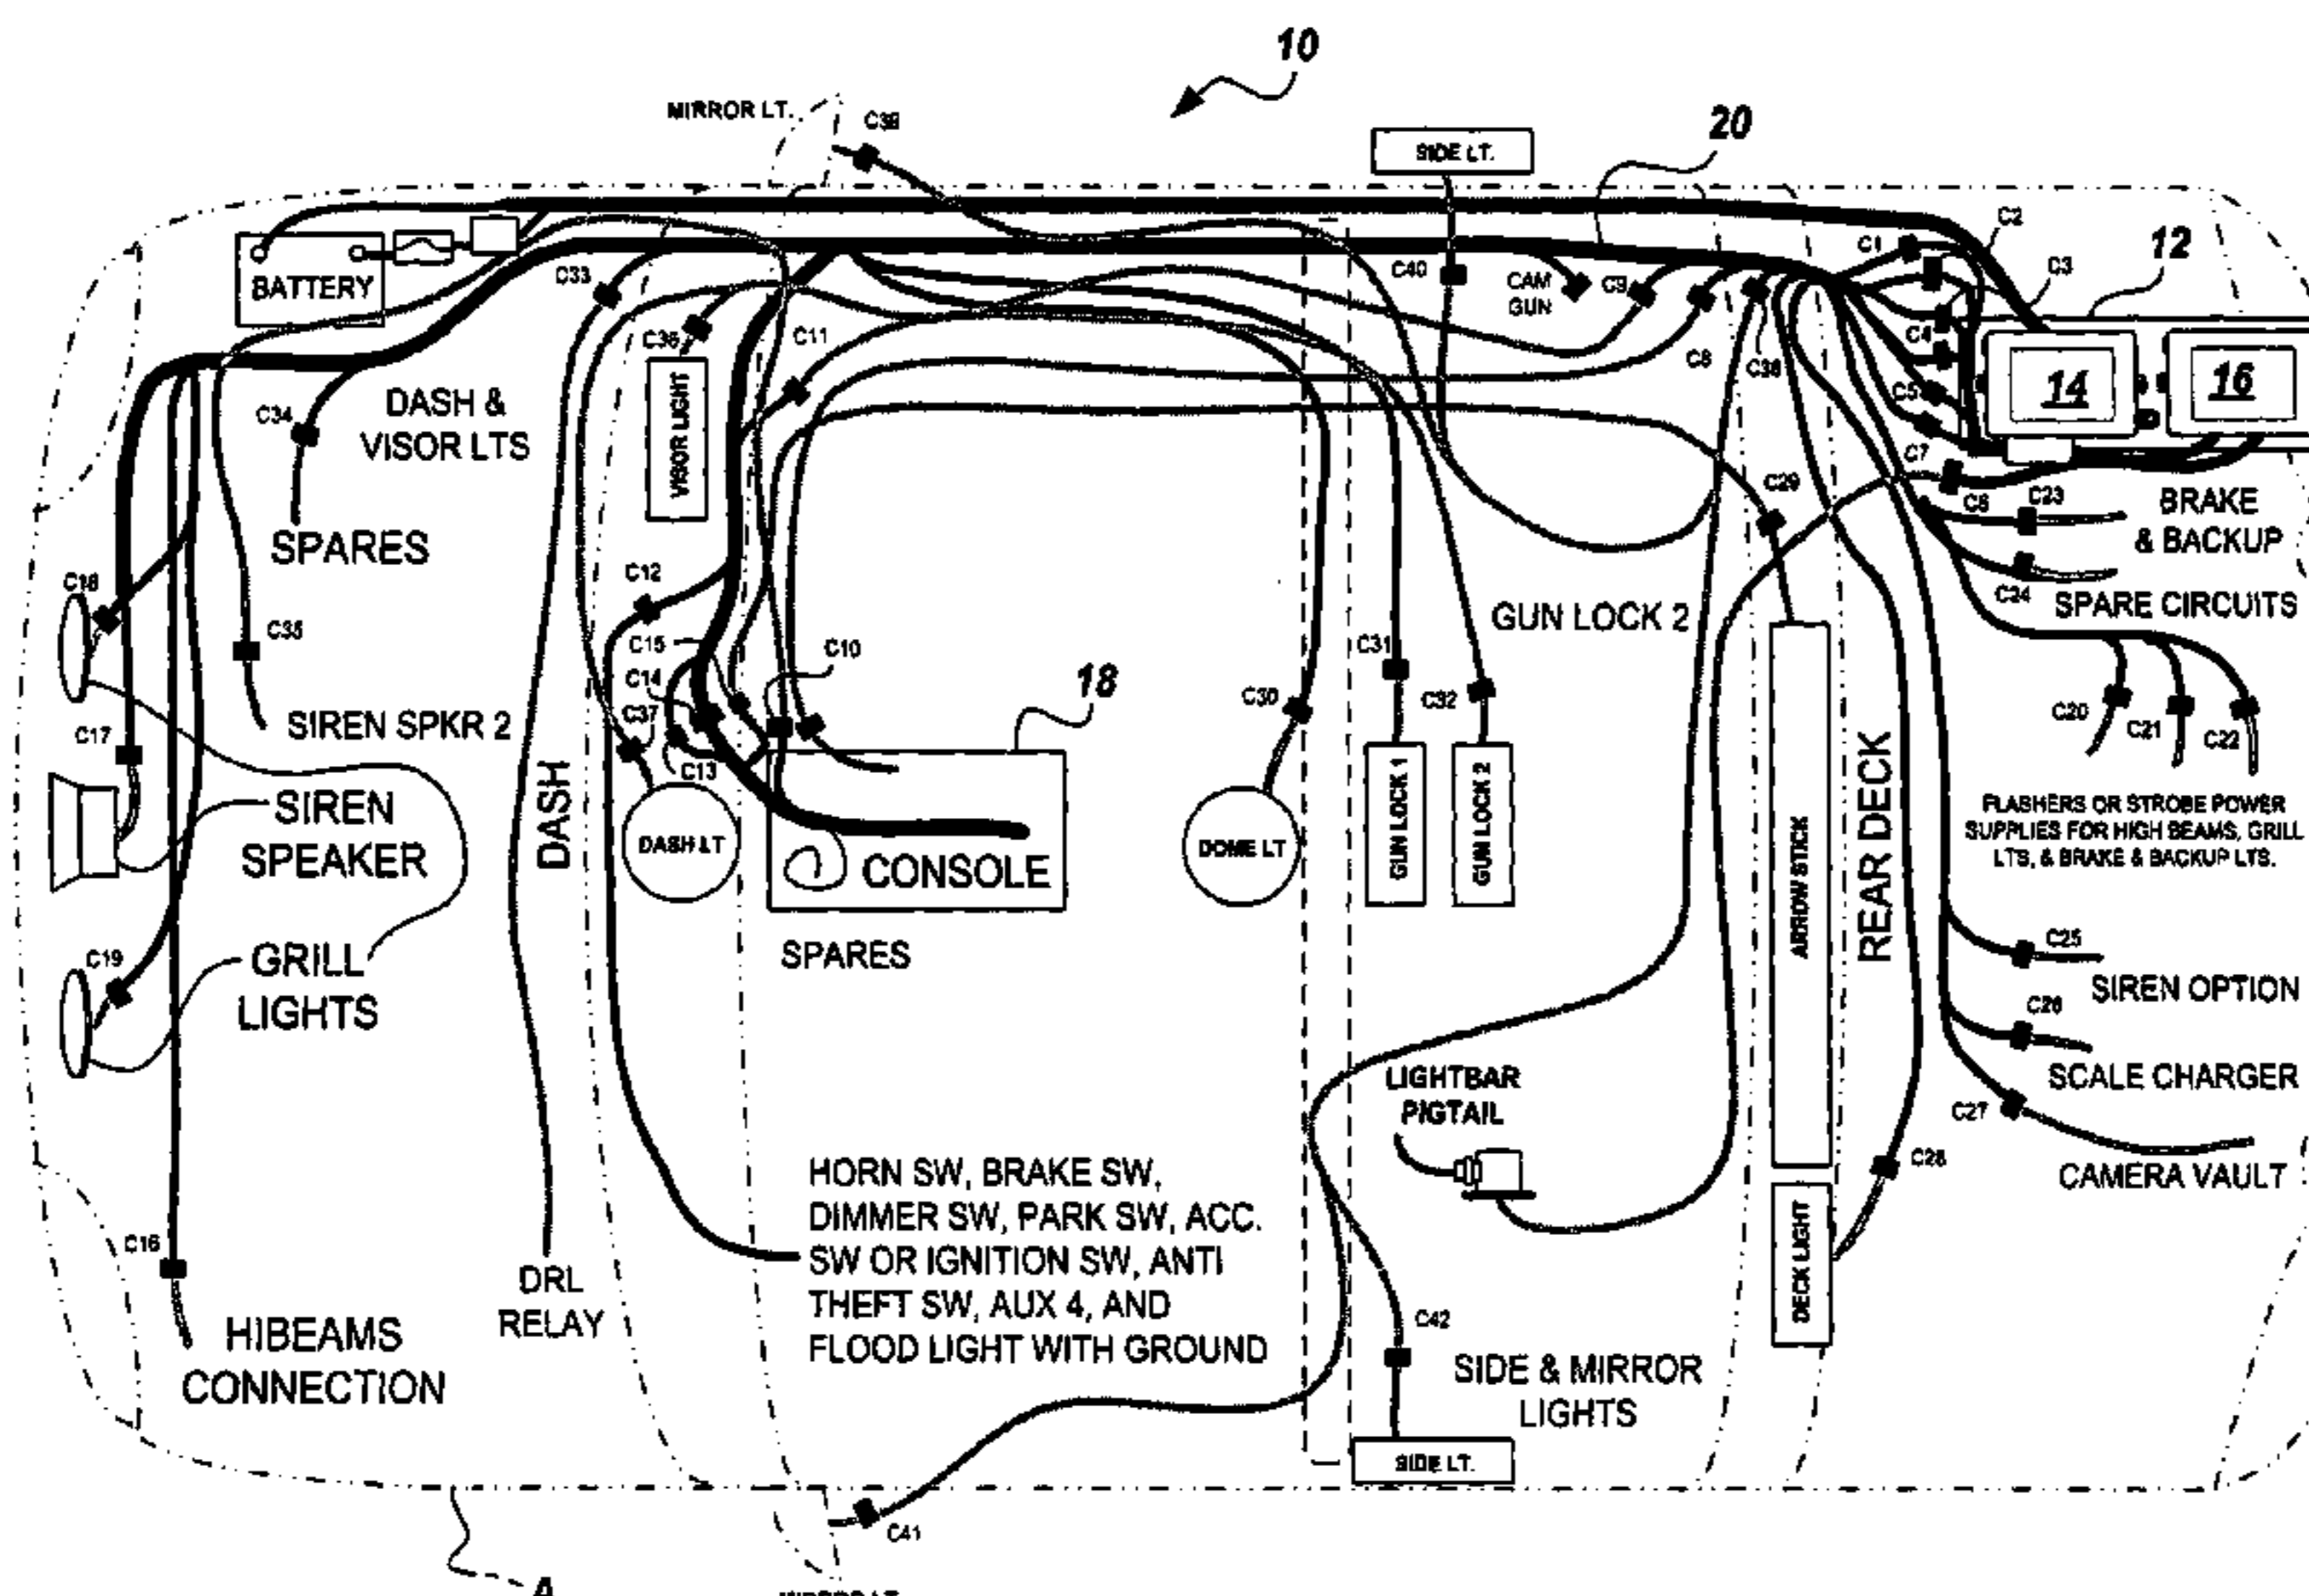 10
MIRROR LT.
SIDE LT.
20
C2
C1
C3
12
BATTERY
C33
C40
CAM
GUN
C9
C11
C4
C8
C5
14
16
VISOR LIGHT
C34
DASH &
VISOR LTS
C7
C29
C6
C23
BRAKE
& BACKUP
SPARES
C18
C12
C24
SPARE CIRCUITS
GUN LOCK 2
C35
C15
C10
C31
C14
18
C30
C32
C37
SIREN SPKR 2
C17
C13
C20
C21
C22
DASH
SIREN
SPEAKER
DASH LT
CONSOLE
DOME LT
GUN LOCK 1
GUN LOCK 2
ARROW STICK
REAR DECK
FLASHERS OR STROBE POWER
SUPPLIES FOR HIGH BEAMS, GRILL
LTS, & BRAKE & BACKUP LTS.
C19
GRILL
LIGHTS
SPARES
C25
SIREN OPTION
C26
SCALE CHARGER
LIGHTBAR
PIGTAIL
C27
CAMERA VAULT
C28
C16
HORN SW, BRAKE SW,
DIMMER SW, PARK SW, ACC.
SW OR IGNITION SW, ANTI
THEFT SW, AUX 4, AND
FLOOD LIGHT WITH GROUND
DRL
RELAY
DECK LIGHT
HIBEAMS
CONNECTION
C42
SIDE & MIRROR
LIGHTS
SIDE LT.
C41
A